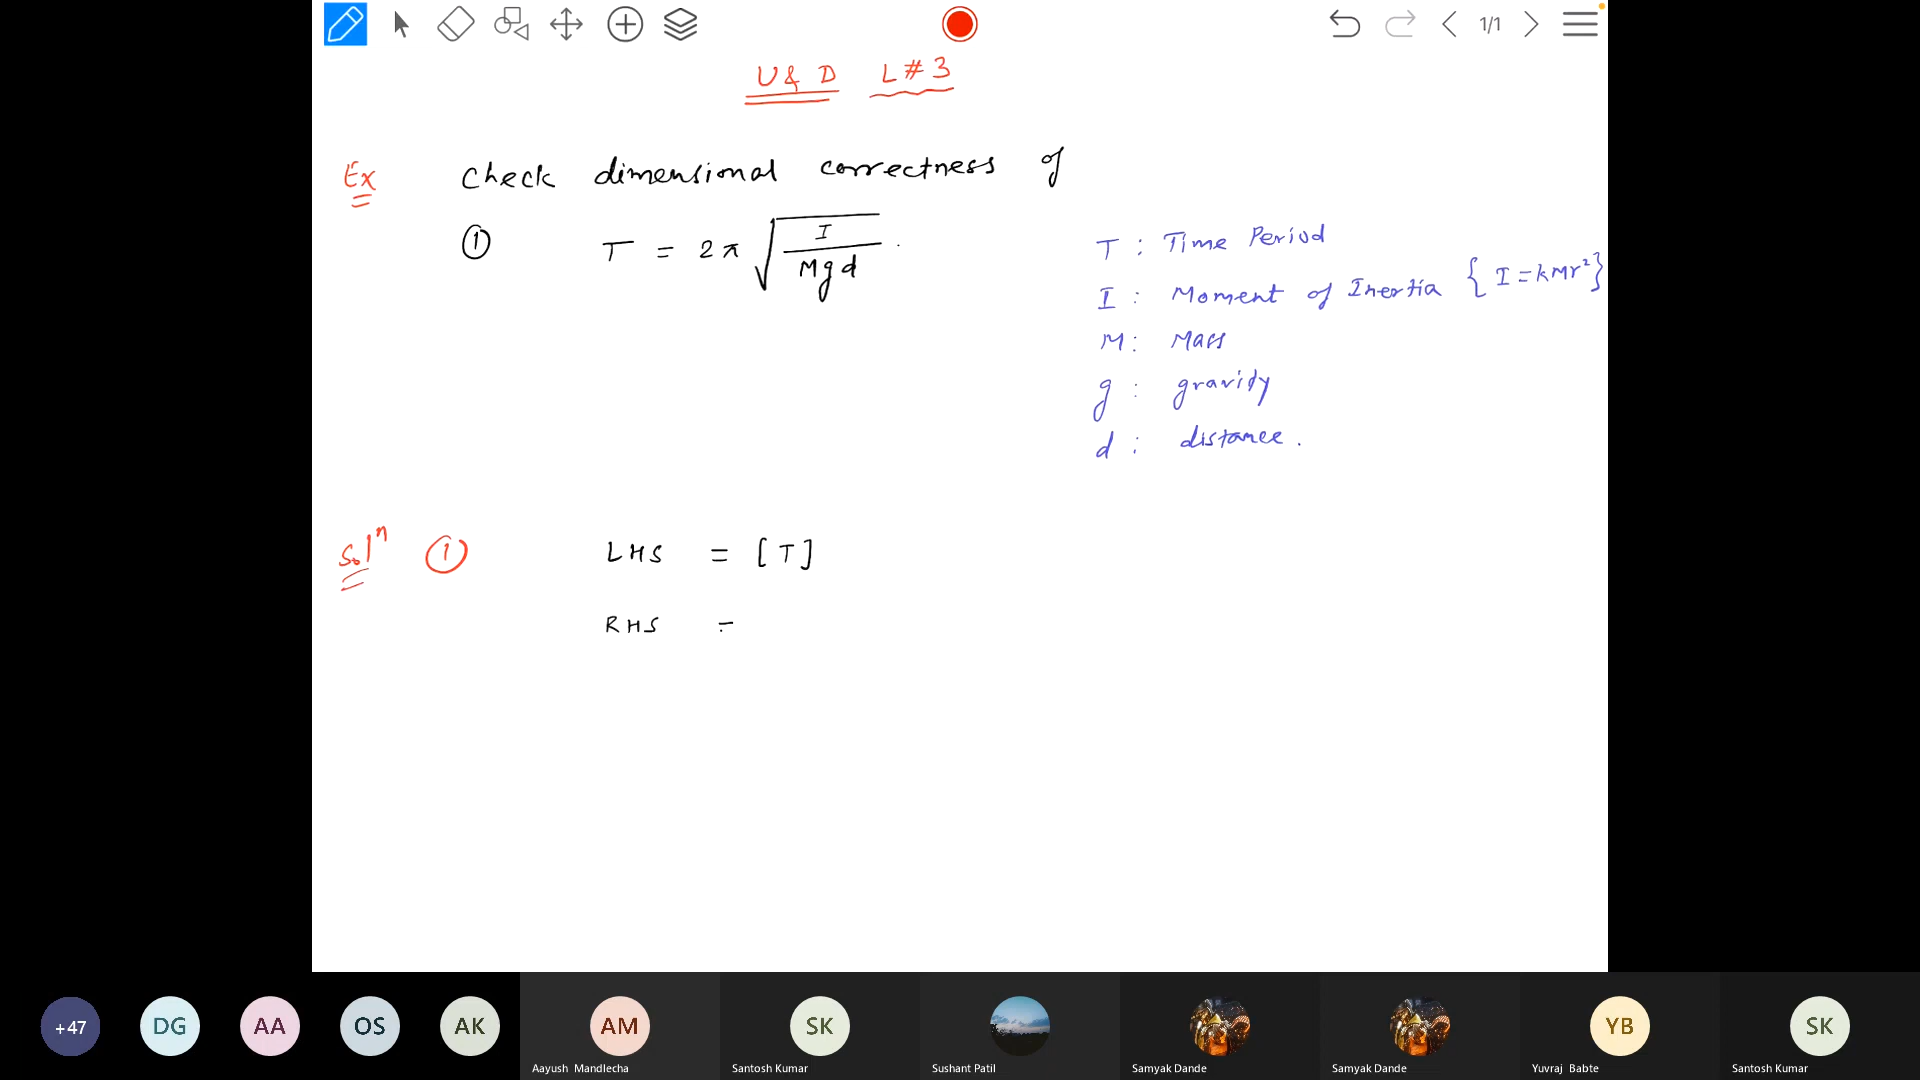 1/1
U & D L # 3
Ex Check dimensional correctness of
① T = 2π √(I / Mgd)
T : Time Period
I : Moment of Inertia { I = kMr² }
M : Mass
g : gravity
d : distance .
Solⁿ ① LHS = [T]
RHS =
+47 DG AA OS AK AM SK YB SK
Aayush Mandlecha Santosh Kumar Sushant Patil Samyak Dande Samyak Dande Yuvraj Babte Santosh Kumar